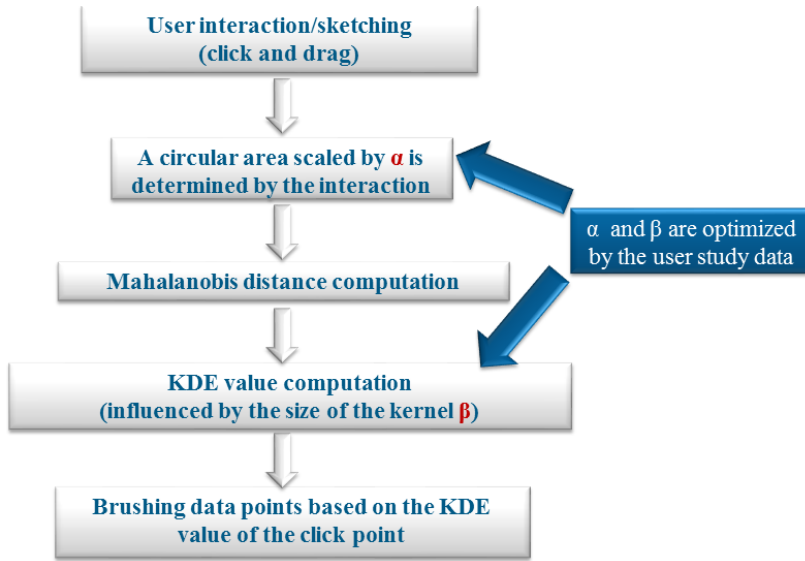 User interaction/sketching
(click and drag)
A circular area scaled by α is
determined by the interaction
α and β are optimized
by the user study data
Mahalanobis distance computation
KDE value computation
(influenced by the size of the kernel β)
Brushing data points based on the KDE
value of the click point